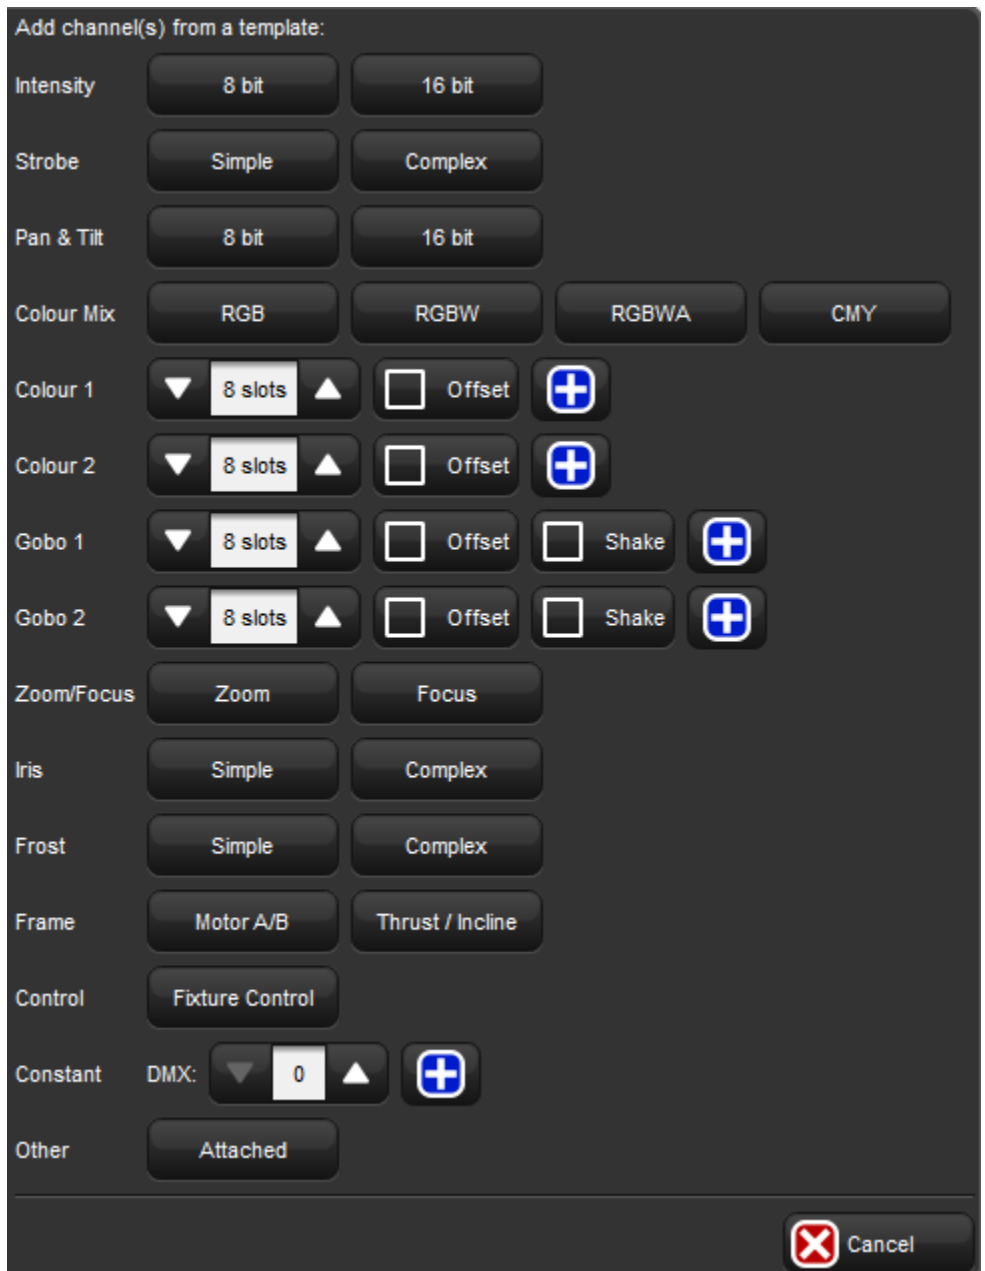 Add channel(s) from a template:
Intensity 8 bit 16 bit
Strobe Simple Complex
Pan & Tilt 8 bit 16 bit
Colour Mix RGB RGBW RGBWA CMY
Colour 1 8 slots Offset
Colour 2 8 slots Offset
Gobo 1 8 slots Offset Shake
Gobo 2 8 slots Offset Shake
Zoom/Focus Zoom Focus
Iris Simple Complex
Frost Simple Complex
Frame Motor A/B Thrust / Incline
Control Fixture Control
Constant DMX: 0
Other Attached
Cancel